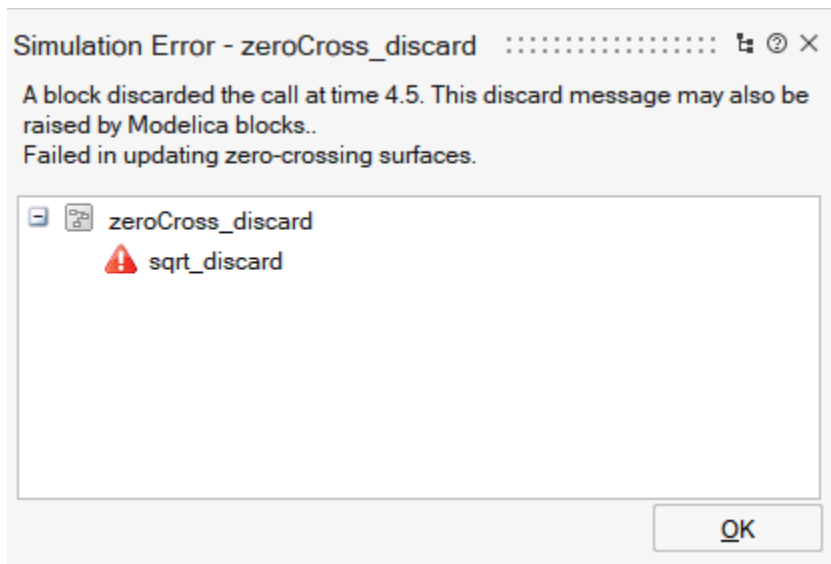 Simulation Error - zeroCross_discard
A block discarded the call at time 4.5. This discard message may also be
raised by Modelica blocks..
Failed in updating zero-crossing surfaces.
zeroCross_discard
sqrt_discard
OK